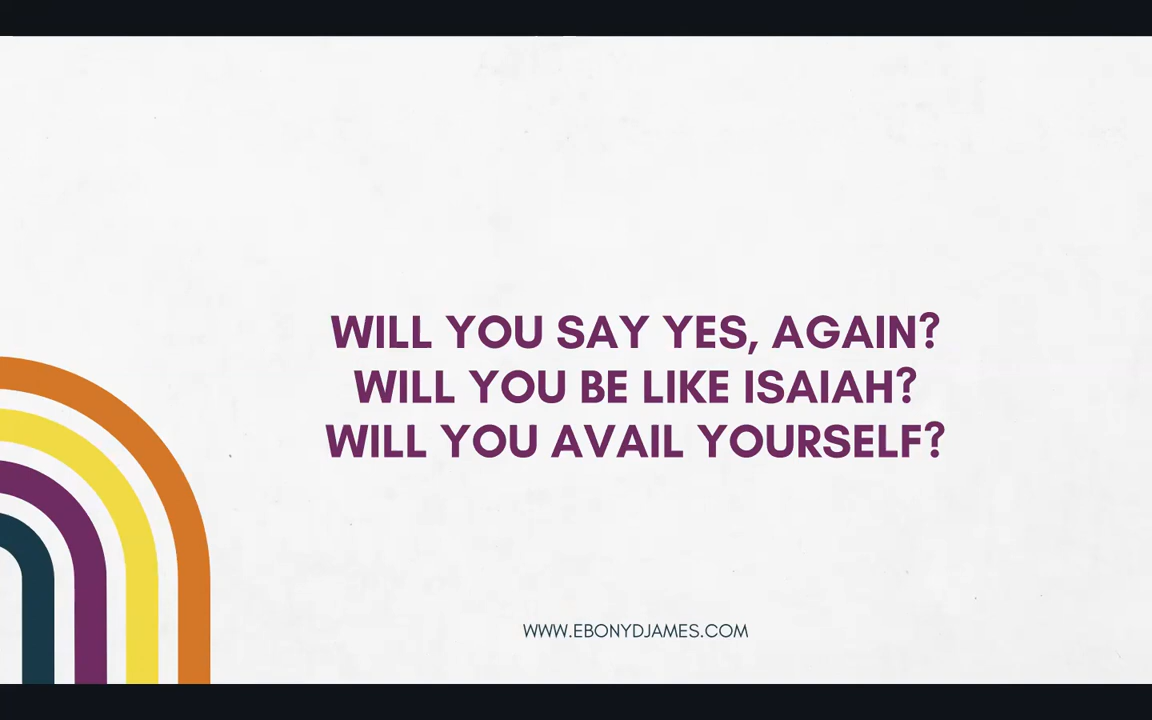 WILL YOU SAY YES, AGAIN?
WILL YOU BE LIKE ISAIAH?
WILL YOU AVAIL YOURSELF?
WWW.EBONYDJAMES.COM